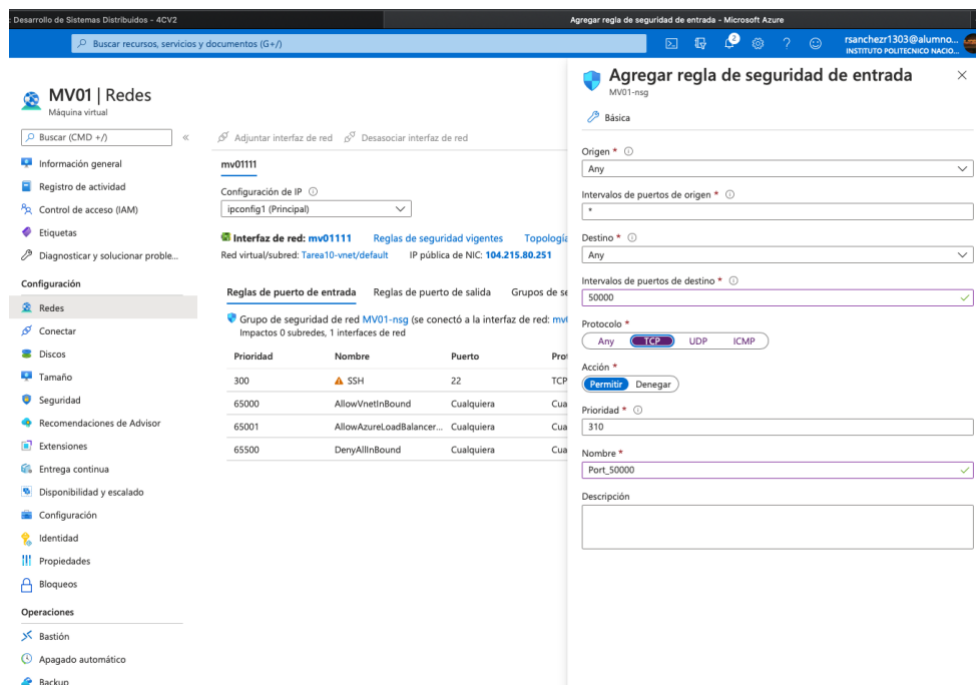 : Desarrollo de Sistemas Distribuidos - 4CV2
Agregar regla de seguridad de entrada - Microsoft Azure
Buscar recursos, servicios y documentos (G+/)
2
rsanchezr1303@alumno...
INSTITUTO POLITECNICO NACIO...
MV01 | Redes
Máquina virtual
Buscar (CMD +/)
Información general
Registro de actividad
Control de acceso (IAM)
Etiquetas
Diagnosticar y solucionar proble...
Configuración
Redes
Conectar
Discos
Tamaño
Seguridad
Recomendaciones de Advisor
Extensiones
Entrega continua
Disponibilidad y escalado
Configuración
Identidad
Propiedades
Bloqueos
Operaciones
Bastión
Apagado automático
Backup
Adjuntar interfaz de red Desasociar interfaz de red
mv01111
Configuración de IP
ipconfig1 (Principal)
Interfaz de red: mv01111 Reglas de seguridad vigentes Topología
Red virtual/subred: Tarea10-vnet/default IP pública de NIC: 104.215.80.251
Reglas de puerto de entrada Reglas de puerto de salida Grupos de se
Grupo de seguridad de red MV01-nsg (se conectó a la interfaz de red: mv0
Impactos 0 subredes, 1 interfaces de red
Prioridad Nombre Puerto Pro
300 SSH 22 TCP
65000 AllowVnetInBound Cualquiera Cua
65001 AllowAzureLoadBalancer... Cualquiera Cua
65500 DenyAllInBound Cualquiera Cua
Agregar regla de seguridad de entrada
MV01-nsg
Básica
Origen *
Any
Intervalos de puertos de origen *
*
Destino *
Any
Intervalos de puertos de destino *
50000
Protocolo *
Any TCP UDP ICMP
Acción *
Permitir Denegar
Prioridad *
310
Nombre *
Port_50000
Descripción